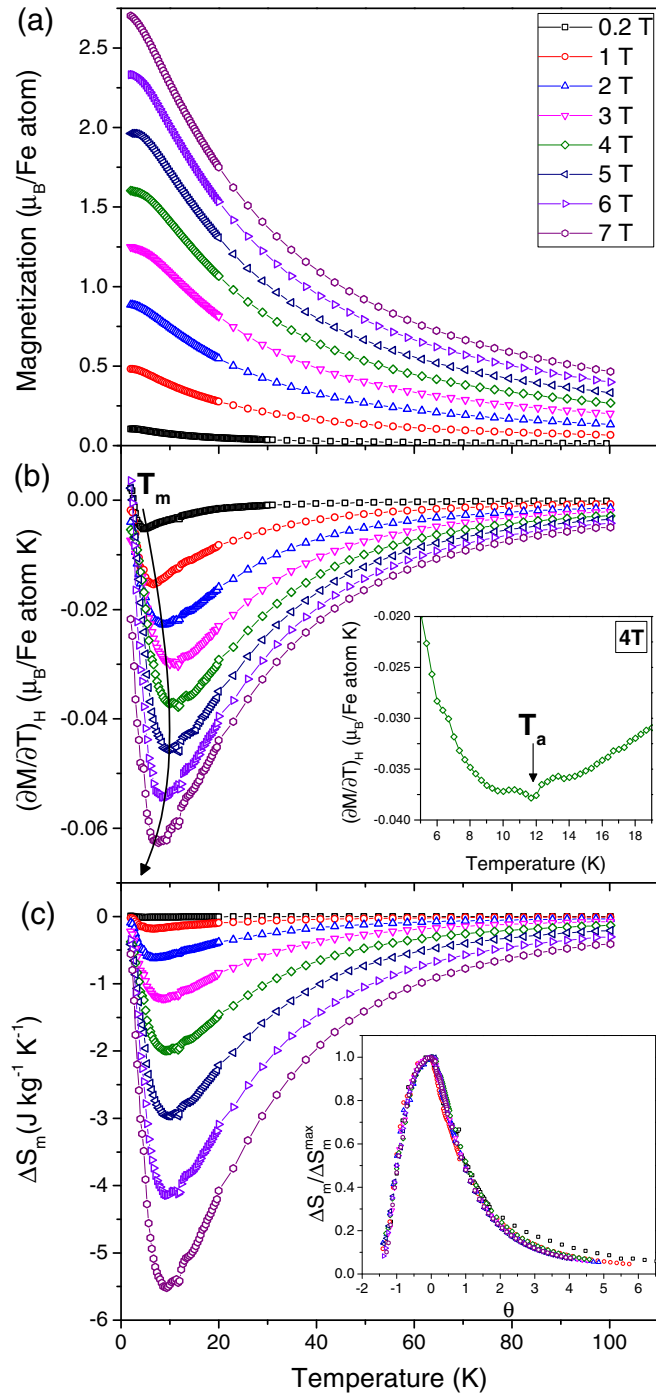 (a)
2.5
2.0
1.5
1.0
0.5
0.0
Magnetization (μB/Fe atom)
0.2 T
1 T
2 T
3 T
4 T
5 T
6 T
7 T
(b)
Tm
0.00
-0.02
-0.04
-0.06
(∂M/∂T)H (μB/Fe atom K)
4T
-0.020
-0.025
-0.030
-0.035
-0.040
(∂M/∂T)H (μB/Fe atom K)
Ta
6 8 10 12 14 16 18
Temperature (K)
(c)
0
-1
-2
-3
-4
-5
-6
ΔSm (J kg-1 K-1)
1.0
0.8
0.6
0.4
0.2
0.0
ΔSm/ΔSm max
-2 -1 0 1 2 3 4 5 6
θ
0 20 40 60 80 100
Temperature (K)